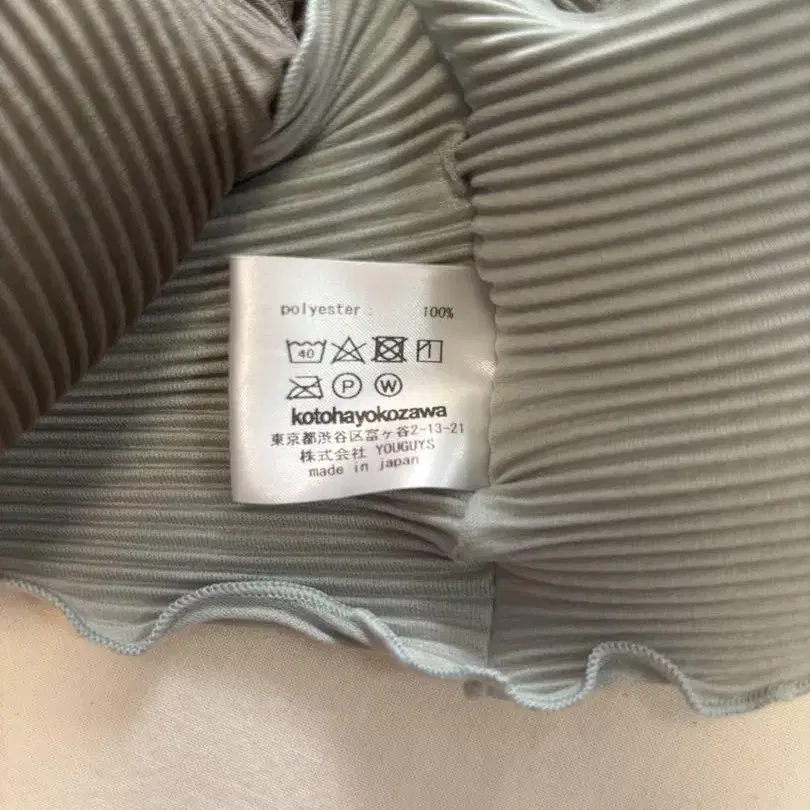 polyester : 100%
40
P W
kotohayokozawa
東京都渋谷区富ヶ谷2-13-21
株式会社 YOUGUYS
made in japan